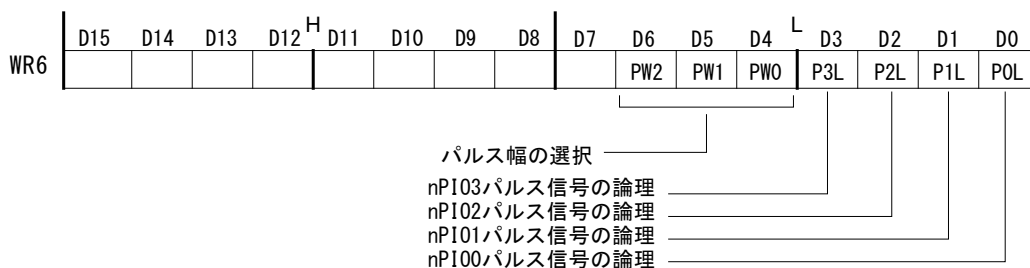 H L
D15 D14 D13 D12 D11 D10 D9 D8 D7 D6 D5 D4 D3 D2 D1 D0
WR6 PW2 PW1 PW0 P3L P2L P1L P0L
パルス幅の選択
nPIO3パルス信号の論理
nPIO2パルス信号の論理
nPIO1パルス信号の論理
nPIO0パルス信号の論理